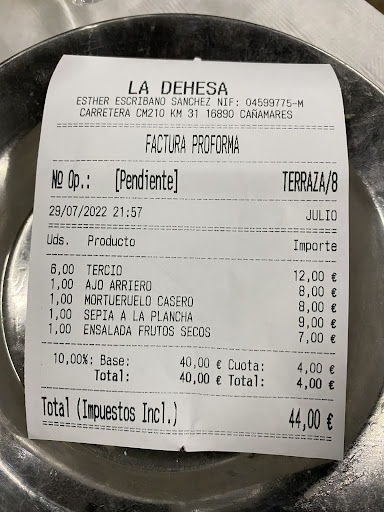 LA DEHESA
ESTHER ESCRIBANO SANCHEZ NIF: 04599775-M
CARRETERA CM210 KM 31 16890 CAÑAMARES
FACTURA PROFORMA
Nº Op.: [Pendiente] TERRAZA/8
29/07/2022 21:57 JULIO
Uds. Producto Importe
6,00 TERCIO 12,00 €
1,00 AJO ARRIERO 8,00 €
1,00 MORTUERUELO CASERO 8,00 €
1,00 SEPIA A LA PLANCHA 9,00 €
1,00 ENSALADA FRUTOS SECOS 7,00 €
10,00%: Base: 40,00 € Cuota: 4,00 €
Total: 40,00 € Total: 4,00 €
Total (Impuestos Incl.) 44,00 €